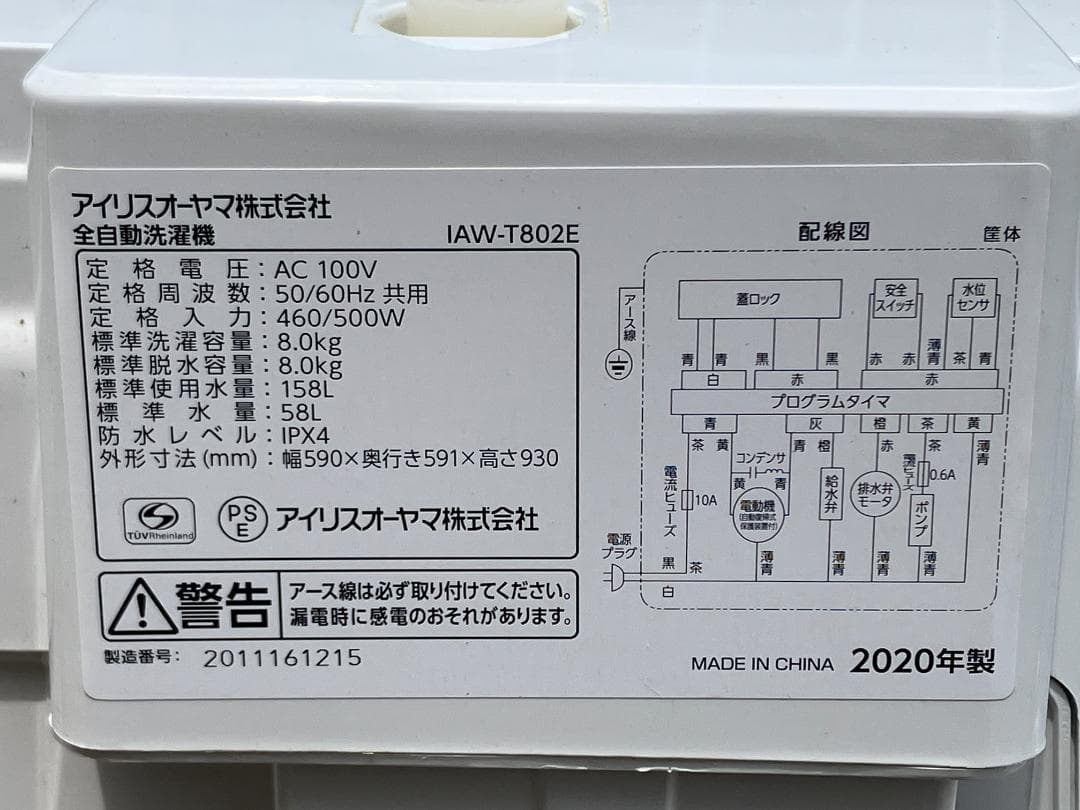 アイリスオーヤマ株式会社
全自動洗濯機 IAW-T802E
定格電圧：AC 100V
定格周波数：50/60Hz 共用
定格入力：460/500W
標準洗濯容量：8.0kg
標準脱水容量：8.0kg
標準使用水量：158L
標準水量：58L
防水レベル：IPX4
外形寸法(mm)：幅590×奥行き591×高さ930
TÜVRheinland
PS
E
アイリスオーヤマ株式会社
警告
アース線は必ず取り付けてください。
漏電時に感電のおそれがあります。
製造番号： 2011161215
配線図 筐体
アース線
蓋ロック
安全
スイッチ
水位
センサ
青 青 黒 黒 赤 赤 薄青 茶 青
白 赤 赤
プログラムタイマ
青 灰 橙 茶 黄
茶 黄 青 橙 赤 茶 薄青
コンデンサ
黄 青
電流ヒューズ
10A
電動機
(自動復帰式
保護装置付)
給水弁
排水弁
モータ
0.6A
ポンプ
薄青 薄青 薄青 薄青
電源
プラグ
黒 茶
白
MADE IN CHINA 2020年製